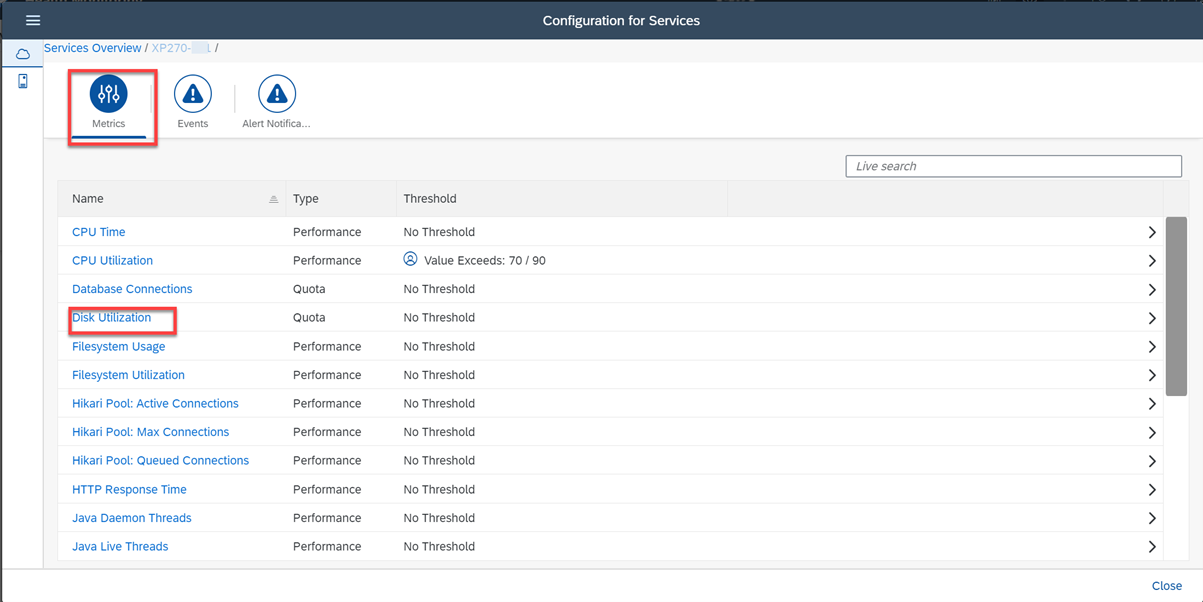 Configuration for Services
Services Overview / XP270- /
Metrics
Events
Alert Notifica...
Live search
Name Type Threshold
CPU Time Performance No Threshold
CPU Utilization Performance Value Exceeds: 70 / 90
Database Connections Quota No Threshold
Disk Utilization Quota No Threshold
Filesystem Usage Performance No Threshold
Filesystem Utilization Performance No Threshold
Hikari Pool: Active Connections Performance No Threshold
Hikari Pool: Max Connections Performance No Threshold
Hikari Pool: Queued Connections Performance No Threshold
HTTP Response Time Performance No Threshold
Java Daemon Threads Performance No Threshold
Java Live Threads Performance No Threshold
Close